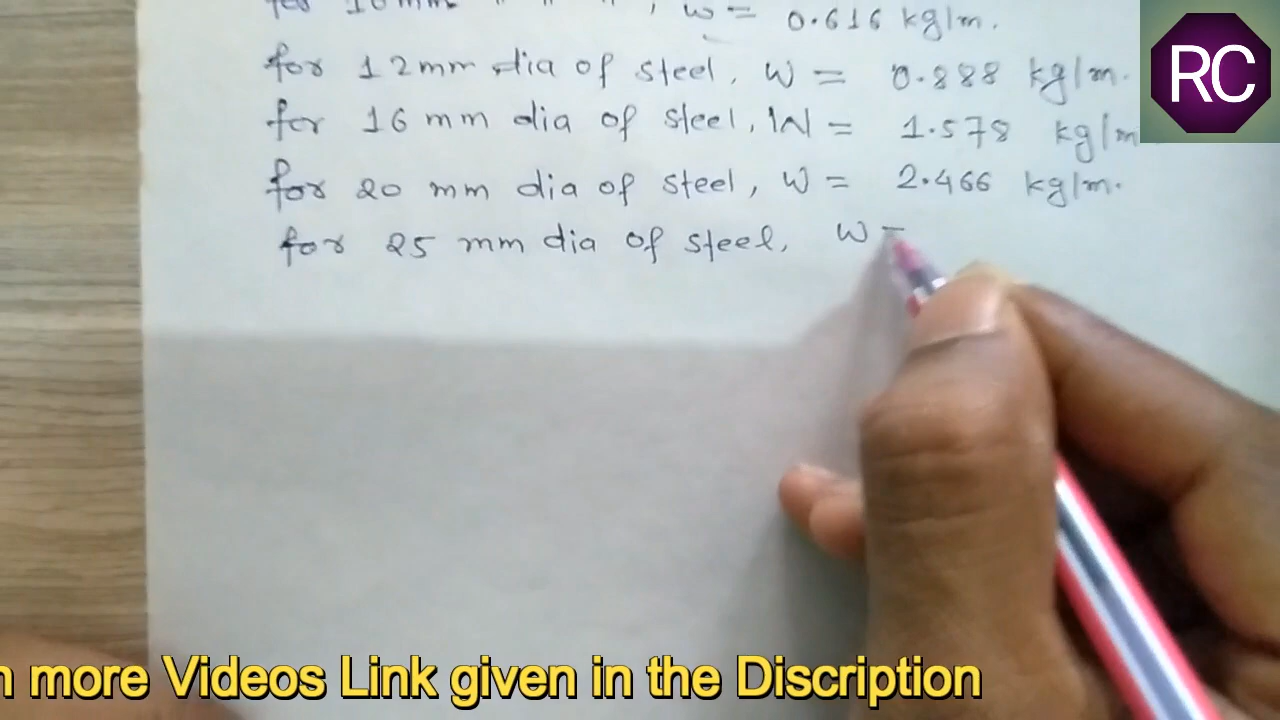 for 10mm " " ", w = 0.616 kg/m.
for 12mm dia of steel, W = 0.888 kg/m.
for 16 mm dia of steel, W = 1.578 kg/m
for 20 mm dia of steel, W = 2.466 kg/m.
for 25 mm dia of steel, W =
RC
n more Videos Link given in the Discription